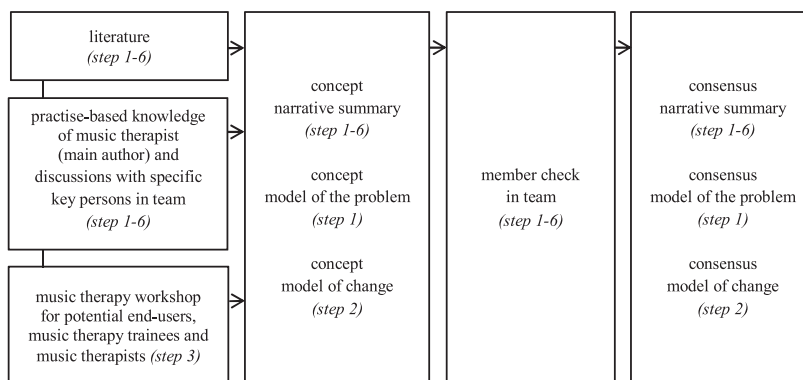 literature
(step 1-6)
practise-based knowledge
of music therapist
(main author) and
discussions with specific
key persons in team
(step 1-6)
music therapy workshop
for potential end-users,
music therapy trainees and
music therapists (step 3)
concept
narrative summary
(step 1-6)
concept
model of the problem
(step 1)
concept
model of change
(step 2)
member check
in team
(step 1-6)
consensus
narrative summary
(step 1-6)
consensus
model of the problem
(step 1)
consensus
model of change
(step 2)